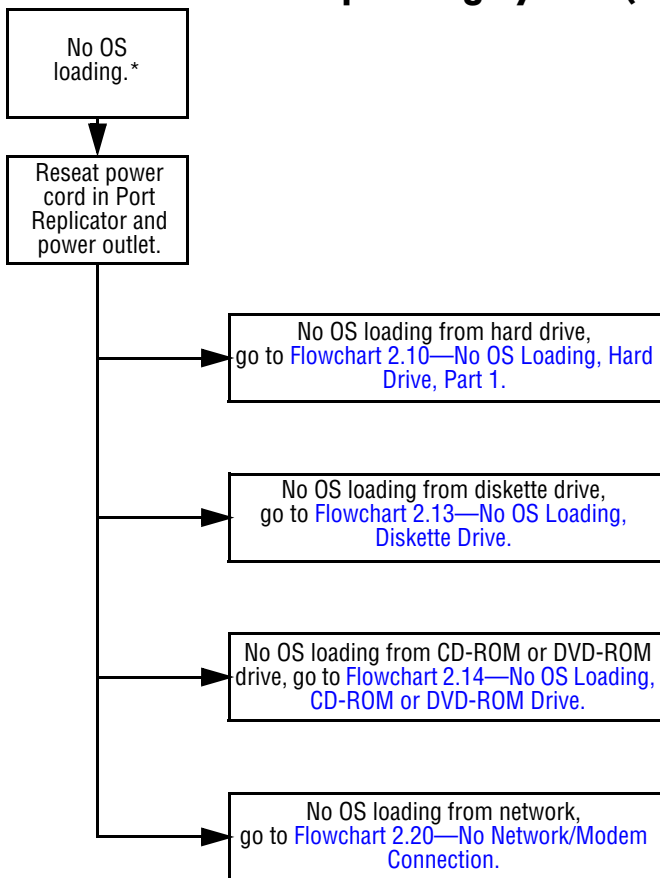 No OS
loading.*
Reseat power
cord in Port
Replicator and
power outlet.
No OS loading from hard drive,
go to Flowchart 2.10—No OS Loading, Hard
Drive, Part 1.
No OS loading from diskette drive,
go to Flowchart 2.13—No OS Loading,
Diskette Drive.
No OS loading from CD-ROM or DVD-ROM
drive, go to Flowchart 2.14—No OS Loading,
CD-ROM or DVD-ROM Drive.
No OS loading from network,
go to Flowchart 2.20—No Network/Modem
Connection.